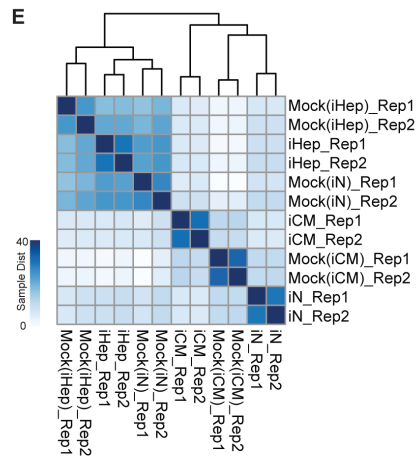 E
Mock(iHep)_Rep1
Mock(iHep)_Rep2
iHep_Rep1
iHep_Rep2
Mock(iN)_Rep1
Mock(iN)_Rep2
iCM_Rep1
iCM_Rep2
Mock(iCM)_Rep1
Mock(iCM)_Rep2
iN_Rep1
iN_Rep2
40
Sample Dist
0
Mock(iHep)_Rep1
Mock(iHep)_Rep2
iHep_Rep1
iHep_Rep2
Mock(iN)_Rep1
Mock(iN)_Rep2
iCM_Rep1
iCM_Rep2
Mock(iCM)_Rep1
Mock(iCM)_Rep2
iN_Rep1
iN_Rep2